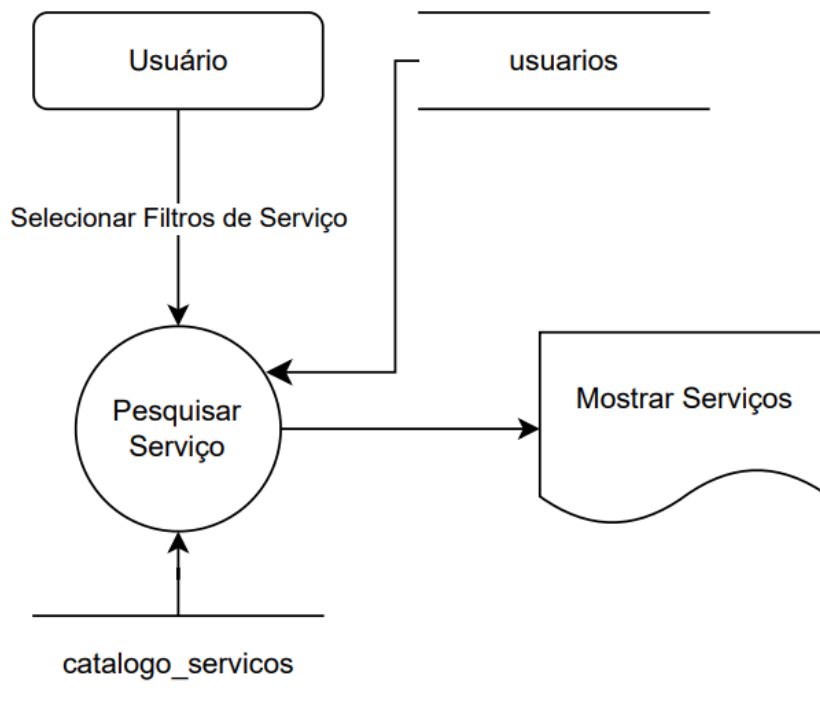 Usuário
usuarios
Selecionar Filtros de Serviço
Pesquisar
Serviço
Mostrar Serviços
catalogo_servicos